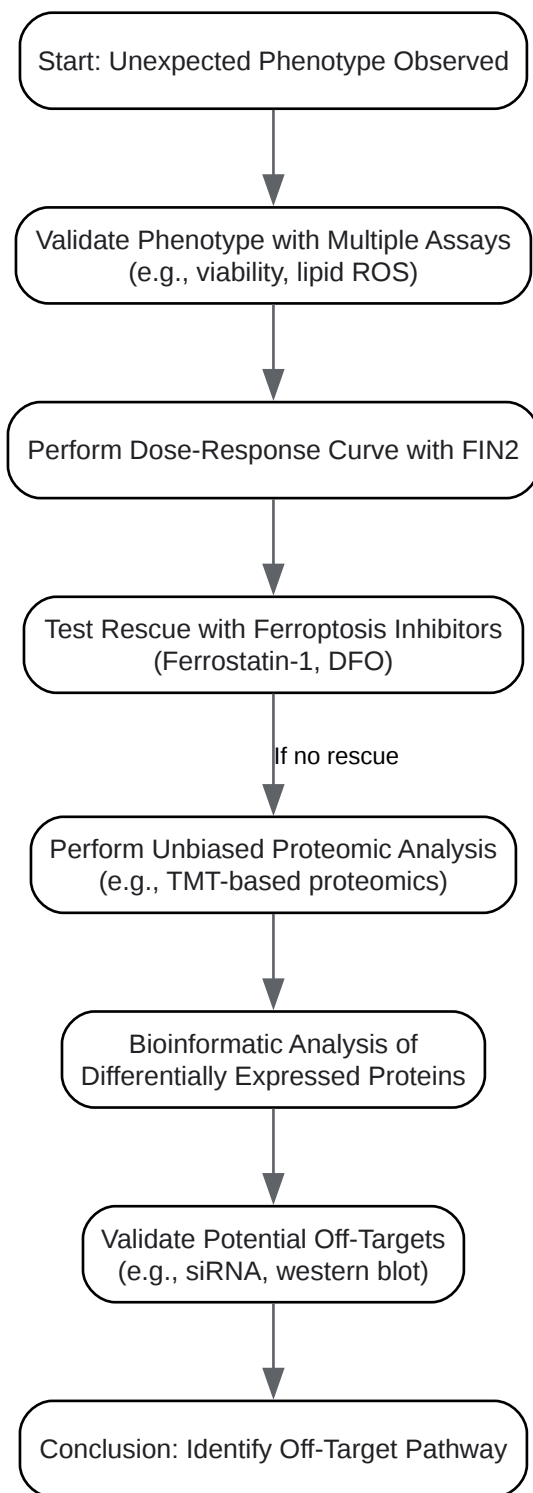 Start: Unexpected Phenotype Observed
Validate Phenotype with Multiple Assays
(e.g., viability, lipid ROS)
Perform Dose-Response Curve with FIN2
Test Rescue with Ferroptosis Inhibitors
(Ferrostatin-1, DFO)
If no rescue
Perform Unbiased Proteomic Analysis
(e.g., TMT-based proteomics)
Bioinformatic Analysis of
Differentially Expressed Proteins
Validate Potential Off-Targets
(e.g., siRNA, western blot)
Conclusion: Identify Off-Target Pathway